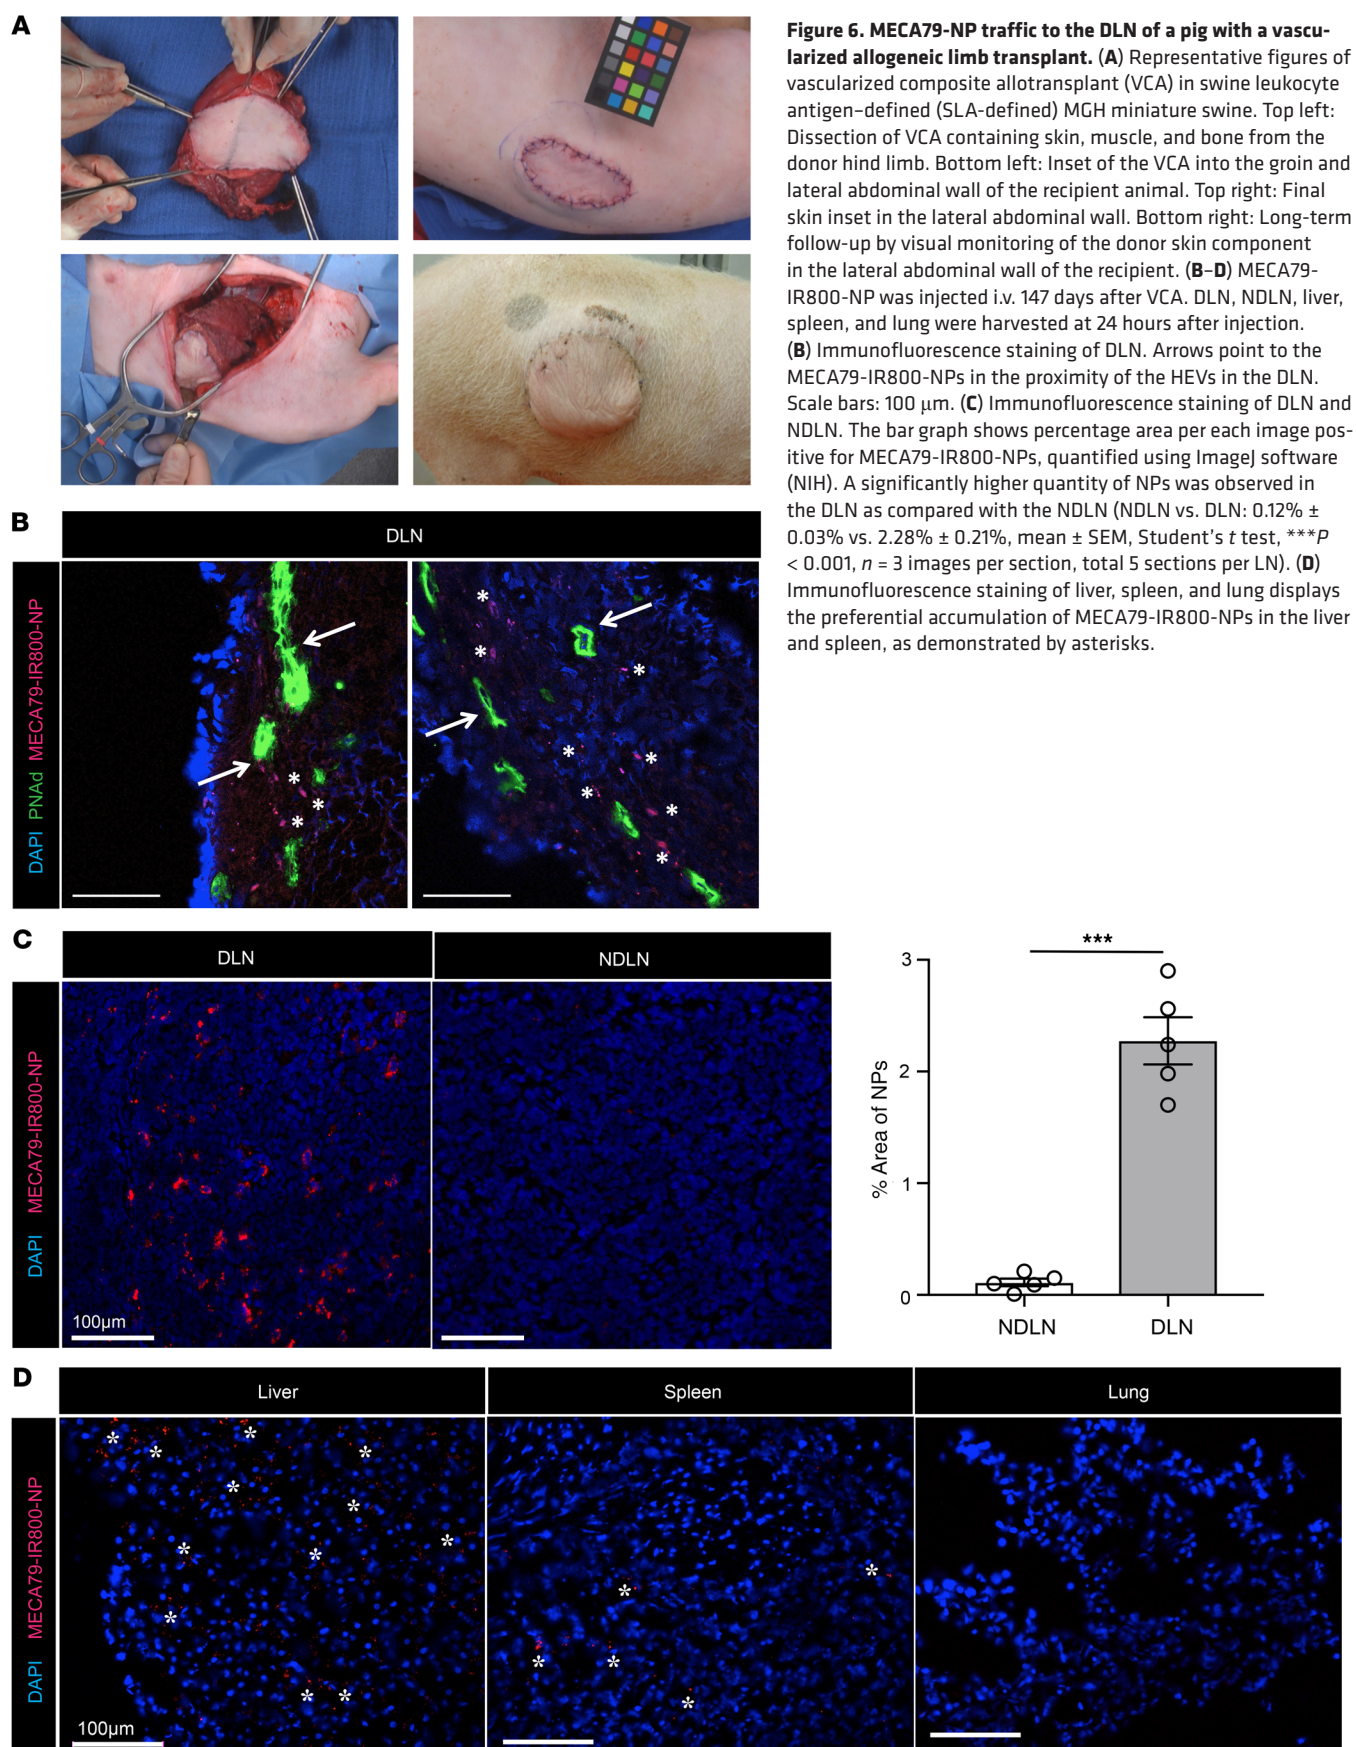 A
Figure 6. MECA79-NP traffic to the DLN of a pig with a vascu-
larized allogeneic limb transplant. (A) Representative figures of
vascularized composite allotransplant (VCA) in swine leukocyte
antigen–defined (SLA-defined) MGH miniature swine. Top left:
Dissection of VCA containing skin, muscle, and bone from the
donor hind limb. Bottom left: Inset of the VCA into the groin and
lateral abdominal wall of the recipient animal. Top right: Final
skin inset in the lateral abdominal wall. Bottom right: Long-term
follow-up by visual monitoring of the donor skin component
in the lateral abdominal wall of the recipient. (B–D) MECA79-
IR800-NP was injected i.v. 147 days after VCA. DLN, NDLN, liver,
spleen, and lung were harvested at 24 hours after injection.
(B) Immunofluorescence staining of DLN. Arrows point to the
MECA79-IR800-NPs in the proximity of the HEVs in the DLN.
Scale bars: 100 μm. (C) Immunofluorescence staining of DLN and
NDLN. The bar graph shows percentage area per each image pos-
itive for MECA79-IR800-NPs, quantified using ImageJ software
(NIH). A significantly higher quantity of NPs was observed in
the DLN as compared with the NDLN (NDLN vs. DLN: 0.12% ±
0.03% vs. 2.28% ± 0.21%, mean ± SEM, Student's t test, ***P
< 0.001, n = 3 images per section, total 5 sections per LN). (D)
Immunofluorescence staining of liver, spleen, and lung displays
the preferential accumulation of MECA79-IR800-NPs in the liver
and spleen, as demonstrated by asterisks.
B
DLN
DAPI PNAd MECA79-IR800-NP
C
DLN
NDLN
DAPI MECA79-IR800-NP
100μm
***
% Area of NPs
3
2
1
0
NDLN
DLN
D
Liver
Spleen
Lung
DAPI MECA79-IR800-NP
100μm